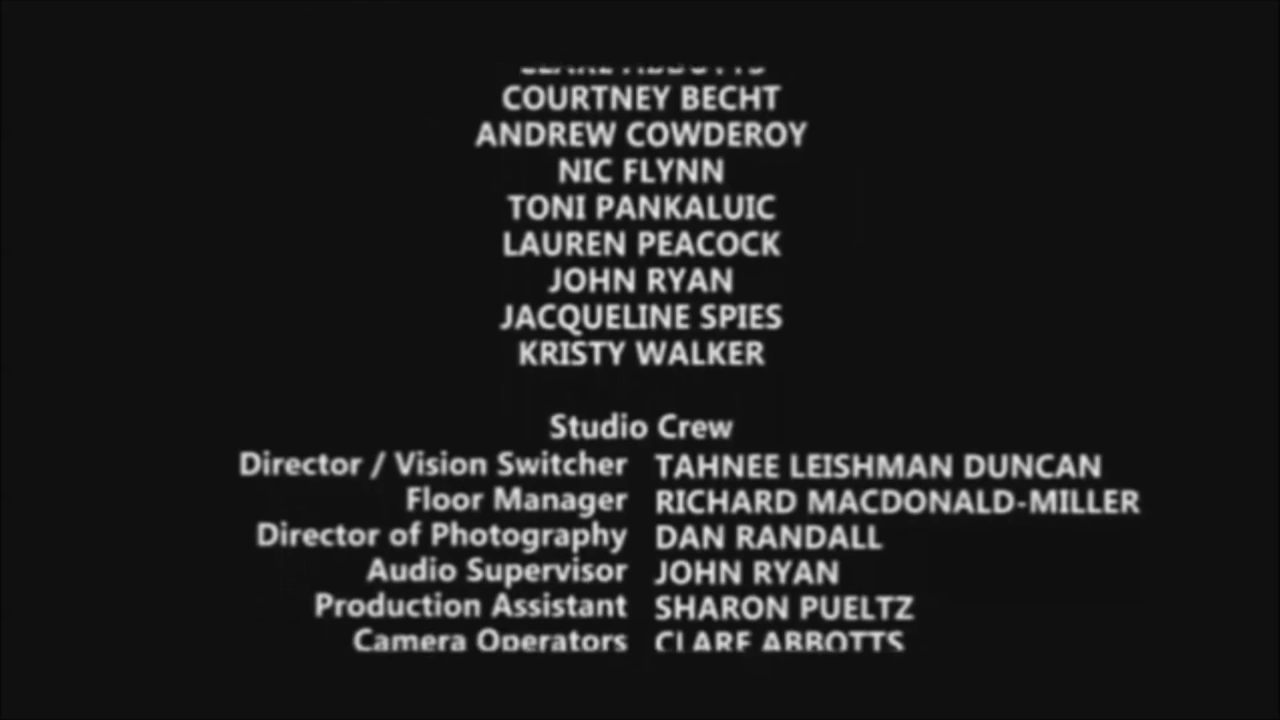 CLARE ABBOTTS
COURTNEY BECHT
ANDREW COWDEROY
NIC FLYNN
TONI PANKALUIC
LAUREN PEACOCK
JOHN RYAN
JACQUELINE SPIES
KRISTY WALKER
Studio Crew
Director / Vision Switcher TAHNEE LEISHMAN DUNCAN
Floor Manager RICHARD MACDONALD-MILLER
Director of Photography DAN RANDALL
Audio Supervisor JOHN RYAN
Production Assistant SHARON PUELTZ
Camera Operators CLARE ABBOTTS